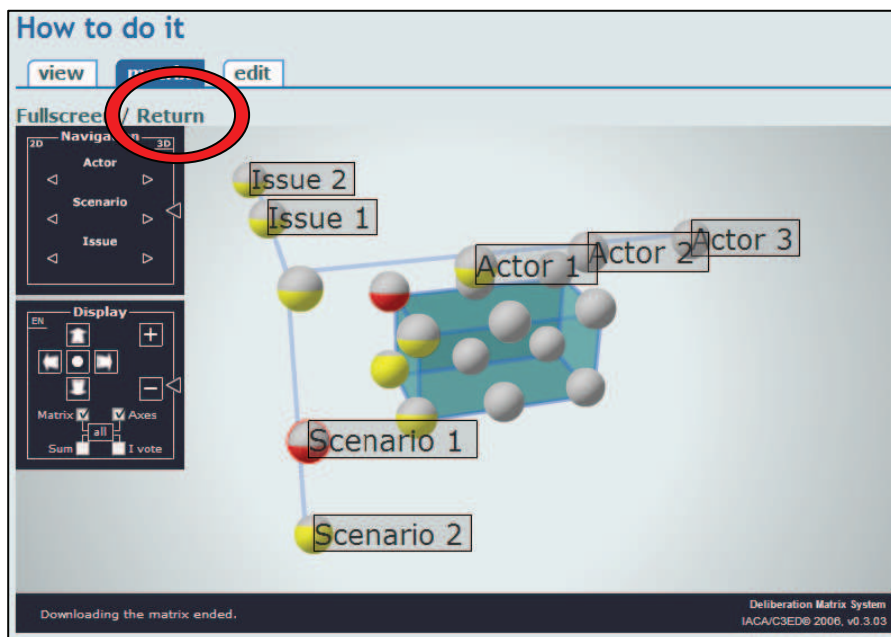 How to do it
view
edit
Fullscreen / Return
Navigation
2D
3D
Actor
Scenario
Issue
Issue 2
Issue 1
Actor 1
Actor 2
Actor 3
Display
EN
Matrix
Axes
all
Sum
I vote
Scenario 1
Scenario 2
Downloading the matrix ended.
Deliberation Matrix System
IACA/C3ED© 2006, v0.3.03